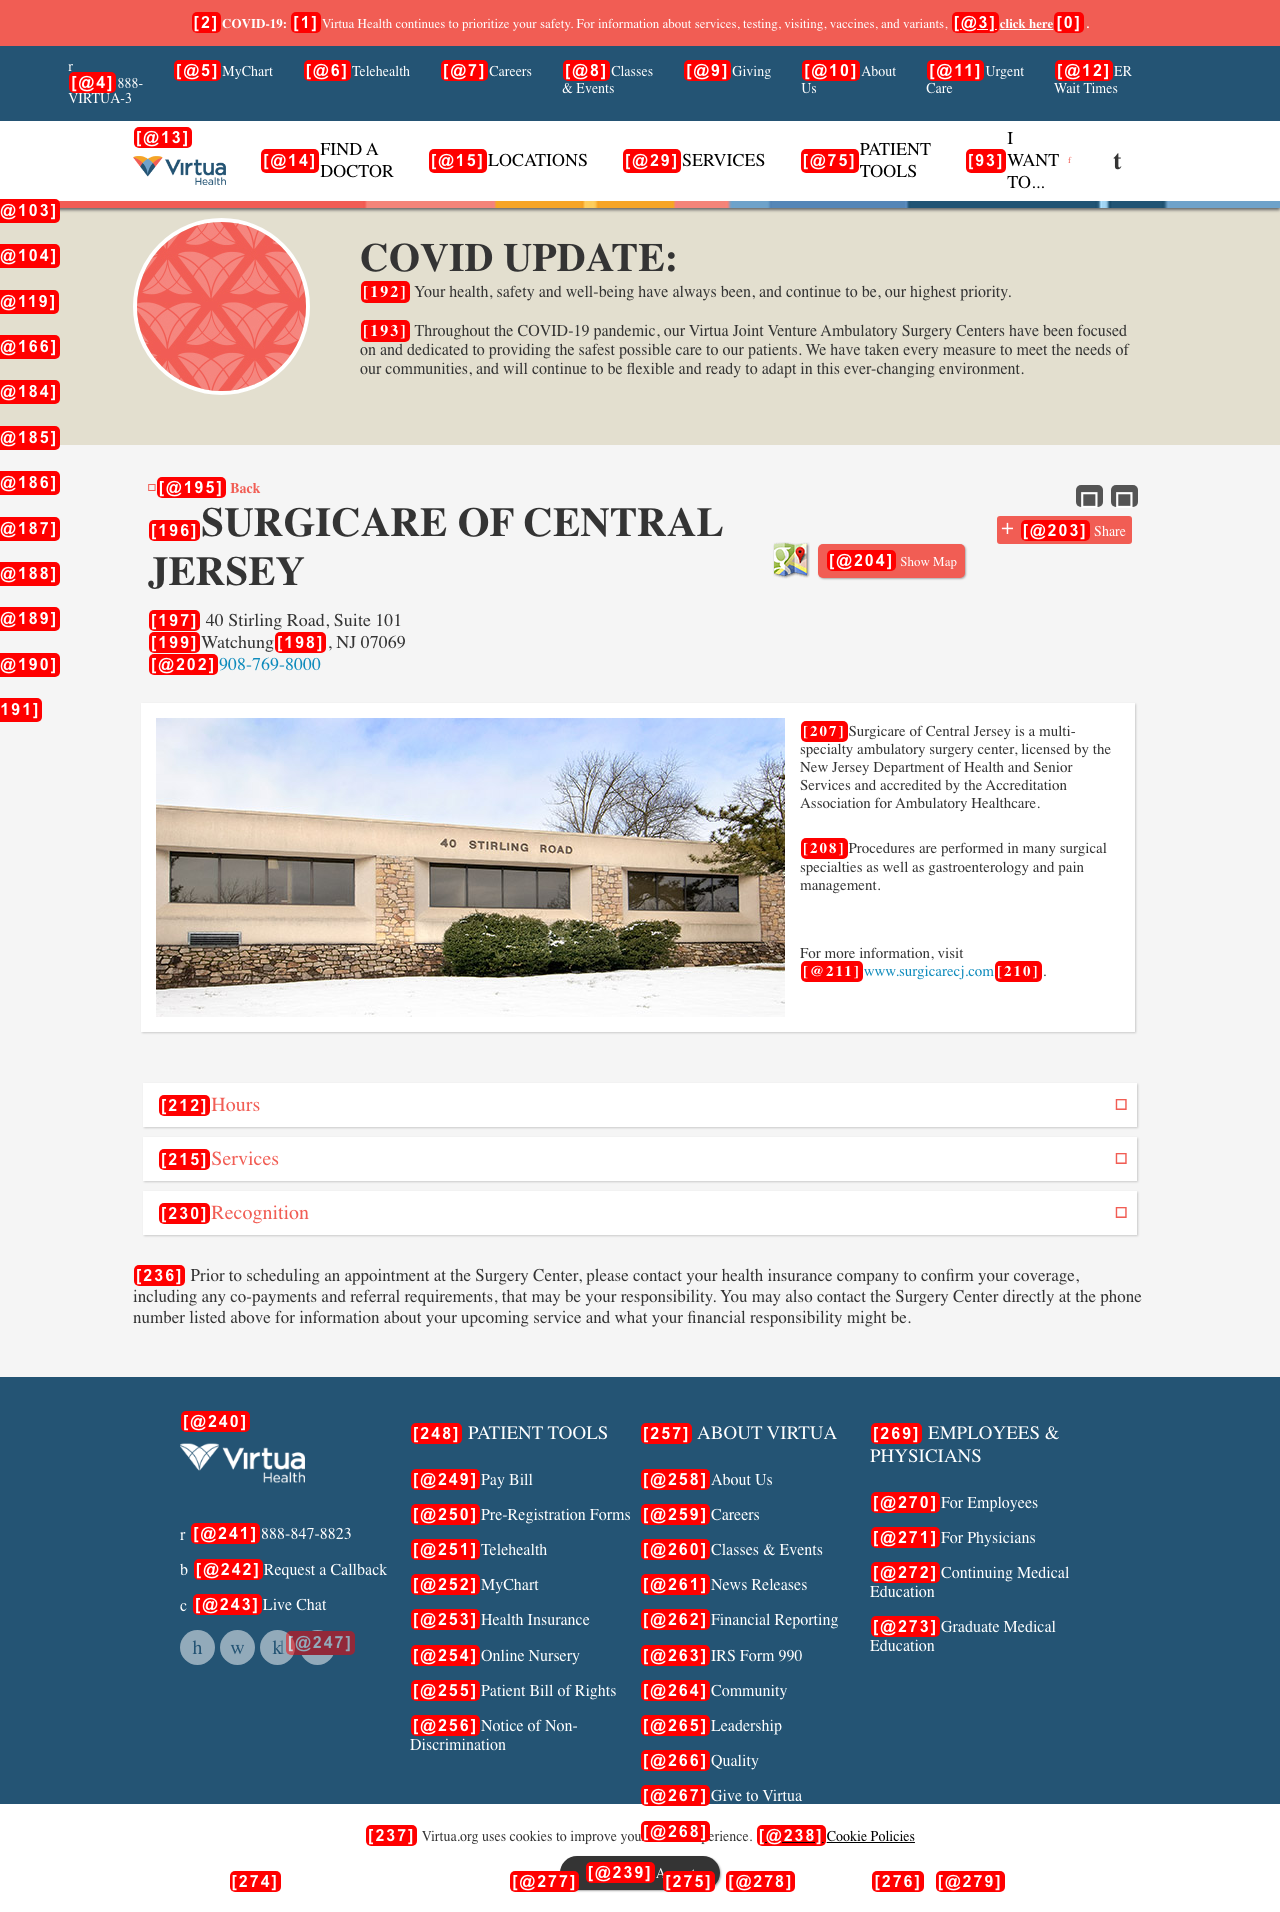 [2] COVID-19: [1] Virtua Health continues to prioritize your safety. For information about services, testing, visiting, vaccines, and variants, [@3] click here [0] .
r
[@4] 888-
VIRTUA-3
[@5] MyChart
[@6] Telehealth
[@7] Careers
[@8] Classes
& Events
[@9] Giving
[@10] About
Us
[@11] Urgent
Care
[@12] ER
Wait Times
[@13]
Virtua
Health
[@14] FIND A
DOCTOR
[@15] LOCATIONS
[@29] SERVICES
[@75] PATIENT
TOOLS
[93] I
WANT
TO...
f
t
@103]
@104]
@119]
@166]
@184]
@185]
@186]
@187]
@188]
@189]
@190]
191]
COVID UPDATE:
[192] Your health, safety and well-being have always been, and continue to be, our highest priority.
[193] Throughout the COVID-19 pandemic, our Virtua Joint Venture Ambulatory Surgery Centers have been focused
on and dedicated to providing the safest possible care to our patients. We have taken every measure to meet the needs of
our communities, and will continue to be flexible and ready to adapt in this ever-changing environment.
[@195] Back
[196] SURGICARE OF CENTRAL
JERSEY
+ [@203] Share
[@204] Show Map
[197] 40 Stirling Road, Suite 101
[199] Watchung [198] , NJ 07069
[@202] 908-769-8000
40 STIRLING ROAD
[207] Surgicare of Central Jersey is a multi-
specialty ambulatory surgery center, licensed by the
New Jersey Department of Health and Senior
Services and accredited by the Accreditation
Association for Ambulatory Healthcare.
[208] Procedures are performed in many surgical
specialties as well as gastroenterology and pain
management.
For more information, visit
[@211] www.surgicarecj.com [210] .
[212] Hours
[215] Services
[230] Recognition
[236] Prior to scheduling an appointment at the Surgery Center, please contact your health insurance company to confirm your coverage,
including any co-payments and referral requirements, that may be your responsibility. You may also contact the Surgery Center directly at the phone
number listed above for information about your upcoming service and what your financial responsibility might be.
[@240]
Virtua
Health
r [@241] 888-847-8823
b [@242] Request a Callback
c [@243] Live Chat
h w k [@247]
[248] PATIENT TOOLS
[@249] Pay Bill
[@250] Pre-Registration Forms
[@251] Telehealth
[@252] MyChart
[@253] Health Insurance
[@254] Online Nursery
[@255] Patient Bill of Rights
[@256] Notice of Non-
Discrimination
[257] ABOUT VIRTUA
[@258] About Us
[@259] Careers
[@260] Classes & Events
[@261] News Releases
[@262] Financial Reporting
[@263] IRS Form 990
[@264] Community
[@265] Leadership
[@266] Quality
[@267] Give to Virtua
[@268]
[269] EMPLOYEES &
PHYSICIANS
[@270] For Employees
[@271] For Physicians
[@272] Continuing Medical
Education
[@273] Graduate Medical
Education
[237] Virtua.org uses cookies to improve [@238] Cookie Policies
[@239]
[274] [@277] [275] [@278] [276] [@279]